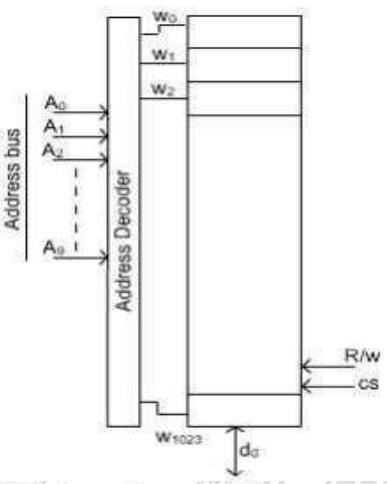 w₀
w₁
w₂
A₀
A₁
A₂
A₉
Address bus
Address Decoder
R/w
cs
w₁₀₂₃
d₀